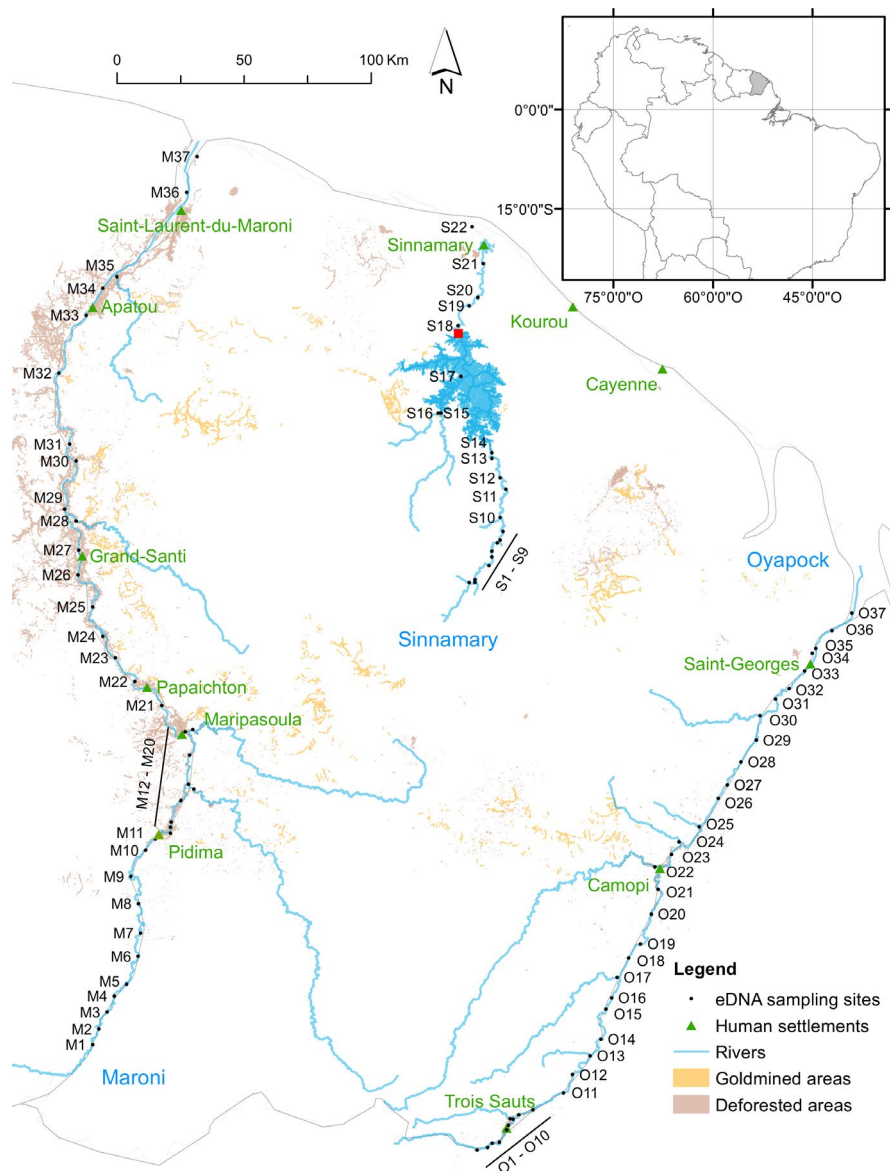 0
50
100 Km
N
0°0'0"
15°0'0"S
75°0'0"O
60°0'0"O
45°0'0"O
M37
M36
Saint-Laurent-du-Maroni
M35
M34
Apatou
M33
M32
M31
M30
M29
M28
M27
Grand-Santi
M26
M25
M24
M23
M22
Papaichton
M21
Maripasoula
M12 - M20
M11
Pidima
M10
M9
M8
M7
M6
M5
M4
M3
M2
M1
Maroni
S22
Sinnamary
S21
S20
S19
S18
S17
S16
S15
S14
S13
S12
S11
S10
S1 - S9
Sinnamary
Kourou
Cayenne
Oyapock
O37
O36
O35
O34
Saint-Georges
O33
O32
O31
O30
O29
O28
O27
O26
O25
O24
O23
O22
Camopi
O21
O20
O19
O18
O17
O16
O15
O14
O13
O12
O11
Trois Sauts
O1 - O10
Legend
eDNA sampling sites
Human settlements
Rivers
Goldmined areas
Deforested areas